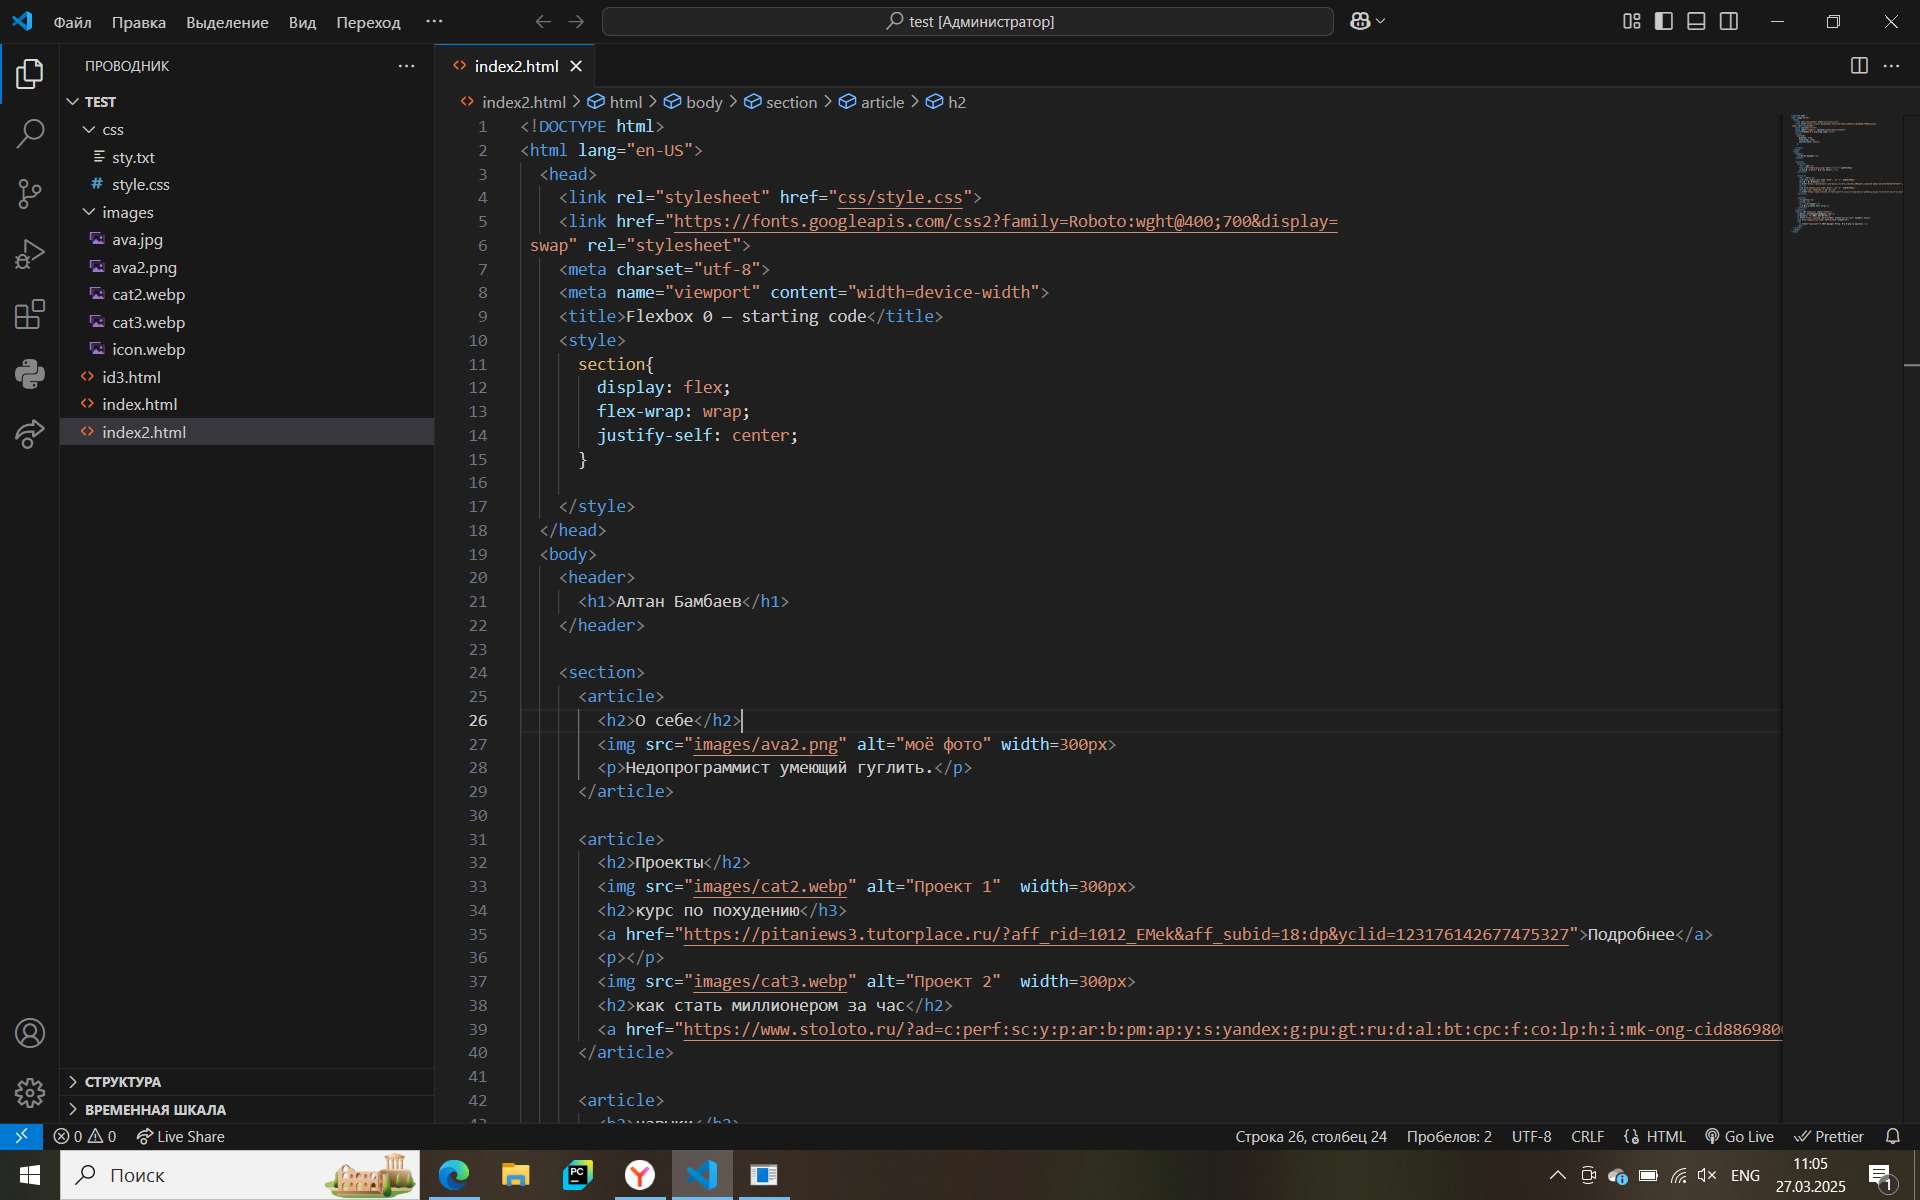 Файл Правка Выделение Вид Переход ··· test [Администратор]
ПРОВОДНИК ···
TEST
css
sty.txt
# style.css
images
ava.jpg
ava2.png
cat2.webp
cat3.webp
icon.webp
<> id3.html
<> index.html
<> index2.html
СТРУКТУРА
ВРЕМЕННАЯ ШКАЛА
<> index2.html
<> index2.html > html > body > section > article > h2
1 <!DOCTYPE html>
2 <html lang="en-US">
3 <head>
4 <link rel="stylesheet" href="css/style.css">
5 <link href="https://fonts.googleapis.com/css2?family=Roboto:wght@400;700&display=
6 swap" rel="stylesheet">
7 <meta charset="utf-8">
8 <meta name="viewport" content="width=device-width">
9 <title>Flexbox 0 — starting code</title>
10 <style>
11 section{
12 display: flex;
13 flex-wrap: wrap;
14 justify-self: center;
15 }
16
17 </style>
18 </head>
19 <body>
20 <header>
21 <h1>Алтан Бамбаев</h1>
22 </header>
23
24 <section>
25 <article>
26 <h2>О себе</h2>
27 <img src="images/ava2.png" alt="моё фото" width=300px>
28 <p>Недопрограммист умеющий гуглить.</p>
29 </article>
30
31 <article>
32 <h2>Проекты</h2>
33 <img src="images/cat2.webp" alt="Проект 1"  width=300px>
34 <h2>курс по похудению</h3>
35 <a href="https://pitaniews3.tutorplace.ru/?aff_rid=1012_EMek&aff_subid=18:dp&yclid=123176142677475327">Подробнее</a>
36 <p></p>
37 <img src="images/cat3.webp" alt="Проект 2"  width=300px>
38 <h2>как стать миллионером за час</h2>
39 <a href="https://www.stoloto.ru/?ad=c:perf:sc:y:p:ar:b:pm:ap:y:s:yandex:g:pu:gt:ru:d:al:bt:cpc:f:co:lp:h:i:mk-ong-cid886980
40 </article>
41
42 <article>
43 <h2>навыки</h2>
0 0 Live Share Строка 26, столбец 24 Пробелов: 2 UTF-8 CRLF {} HTML Go Live Prettier
Поиск PC ENG 11:05
27.03.2025 1